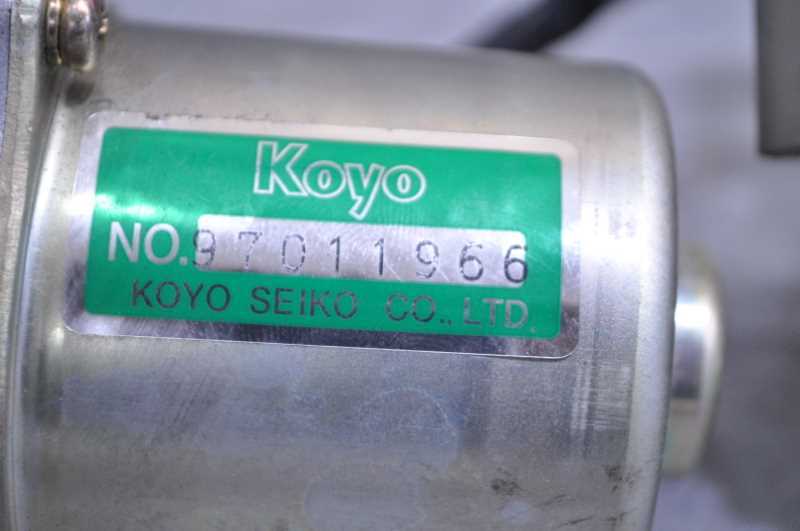 Koyo
NO.97011966
KOYO SEIKO CO., LTD.